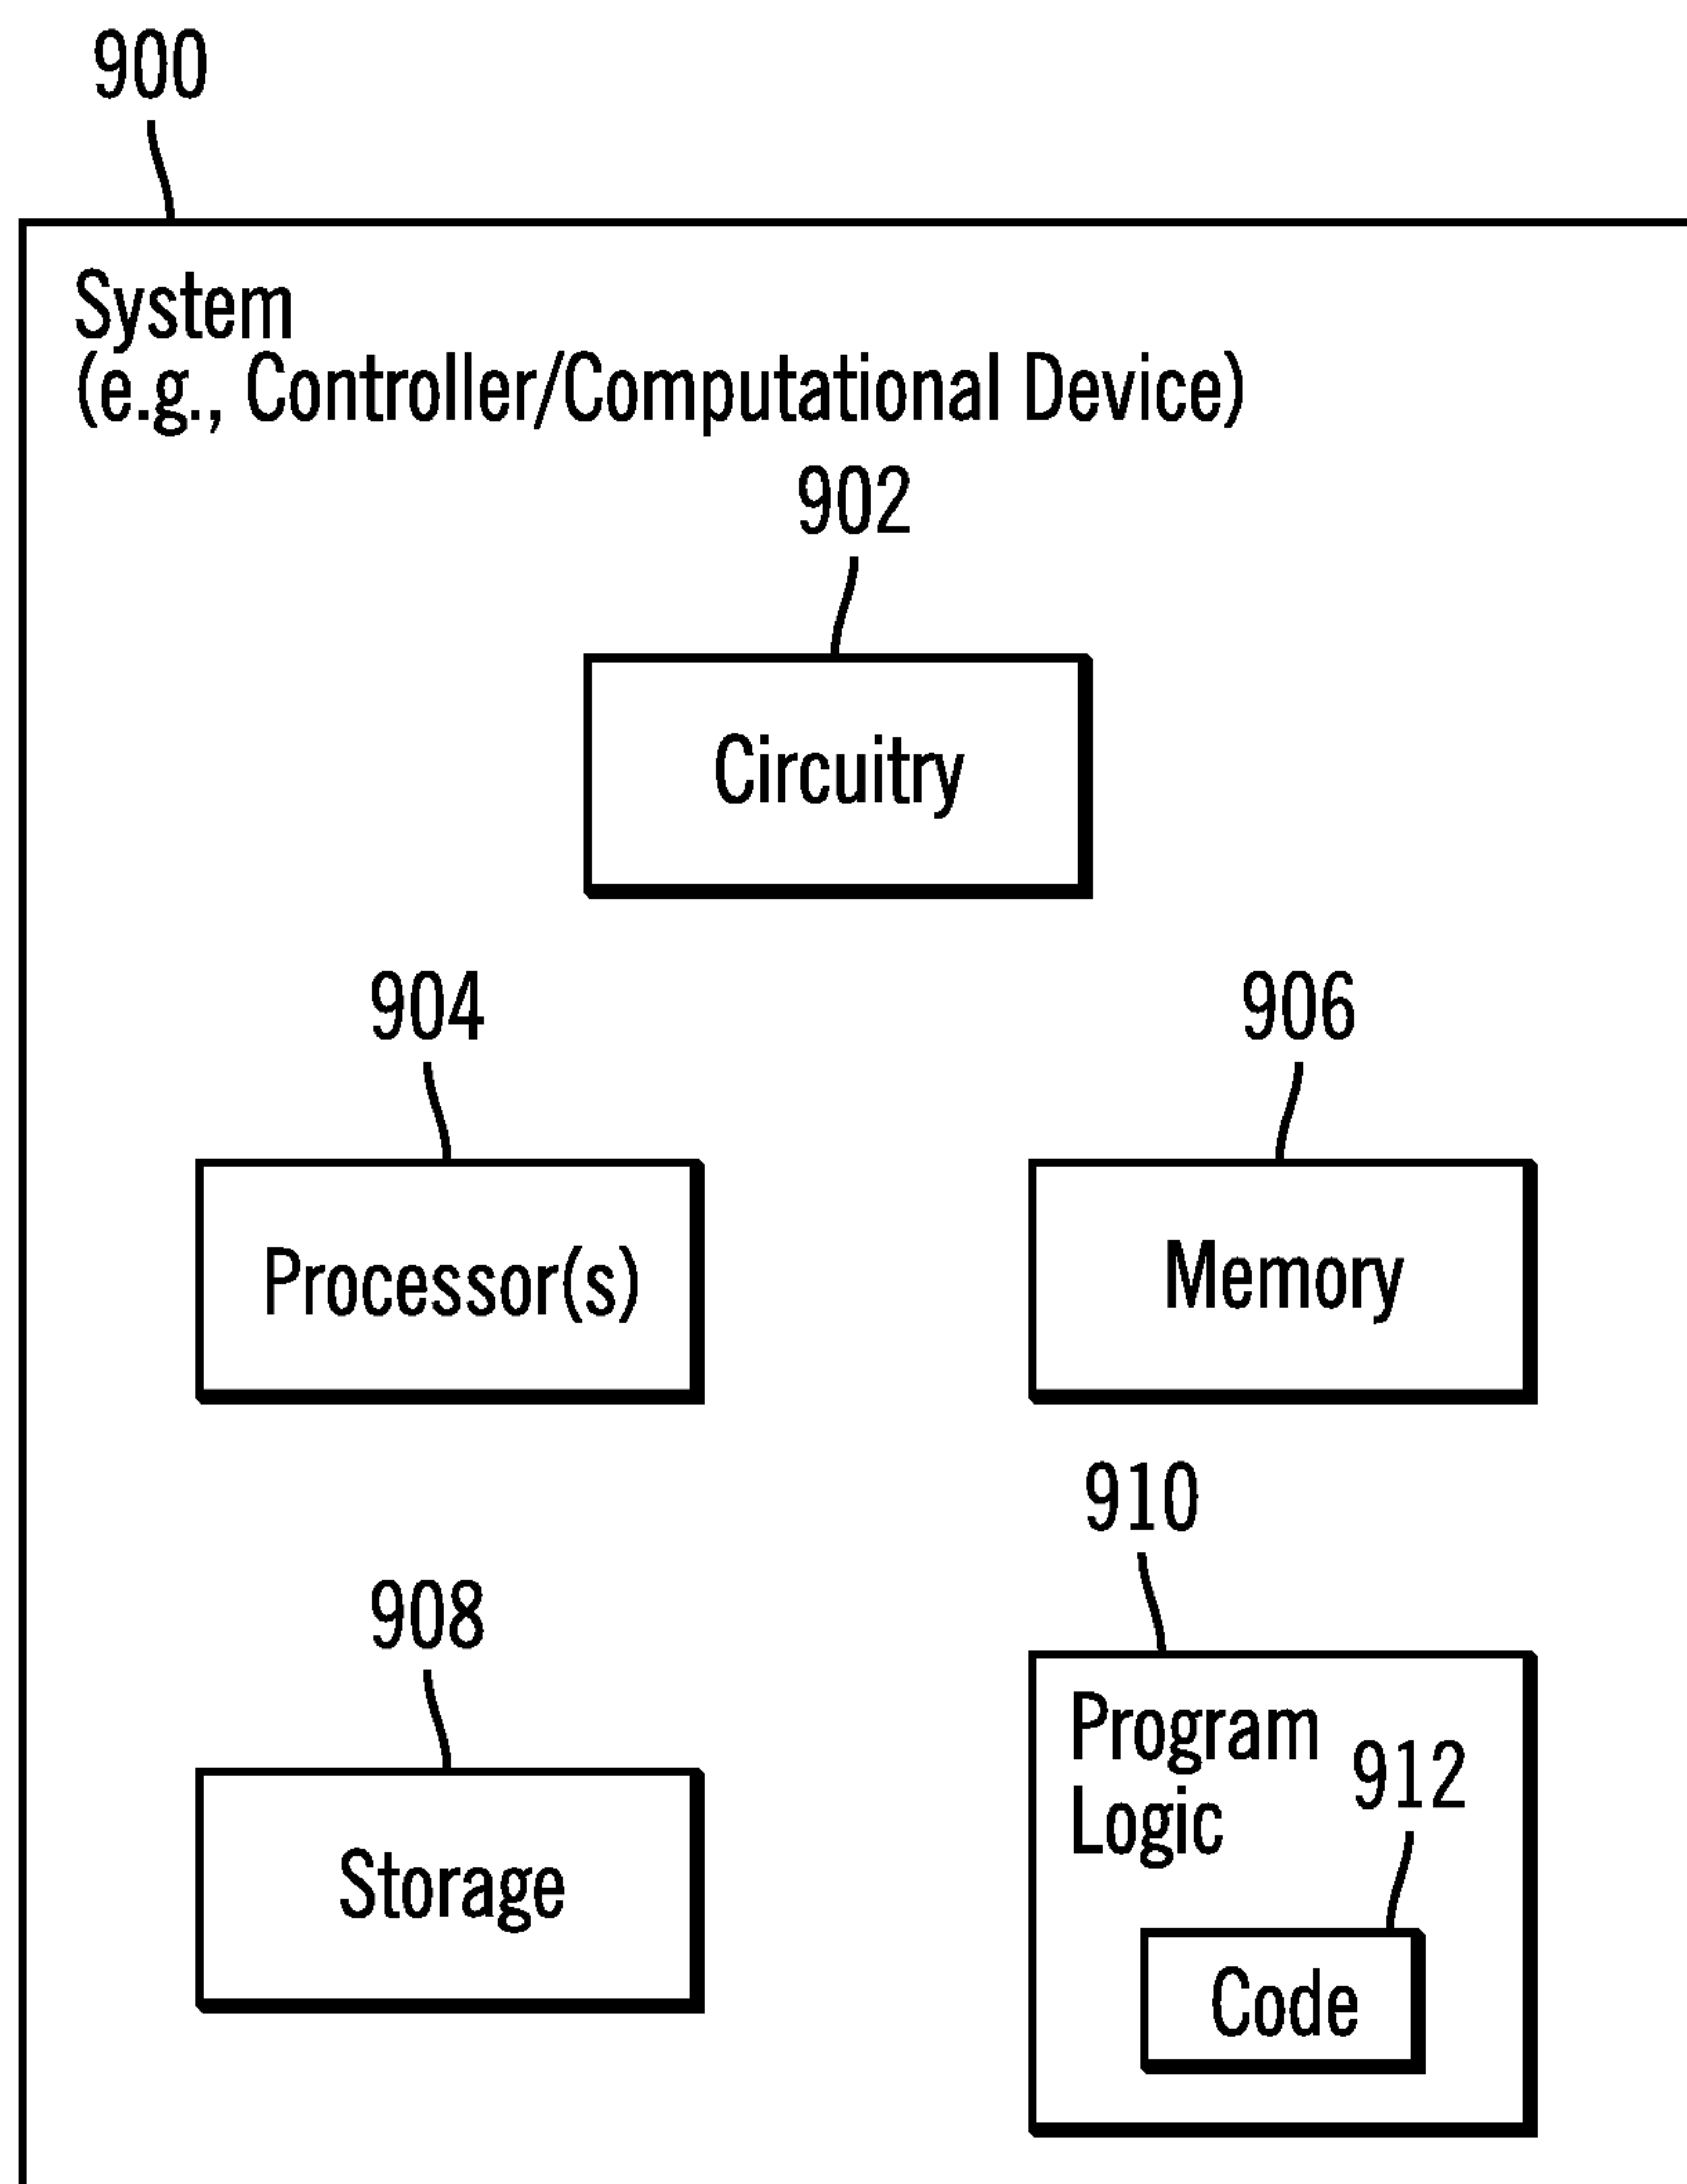 900
System
(e.g., Controller/Computational Device)
902
Circuitry
904
906
Processor(s)
Memory
910
908
Program
Logic
912
Storage
Code